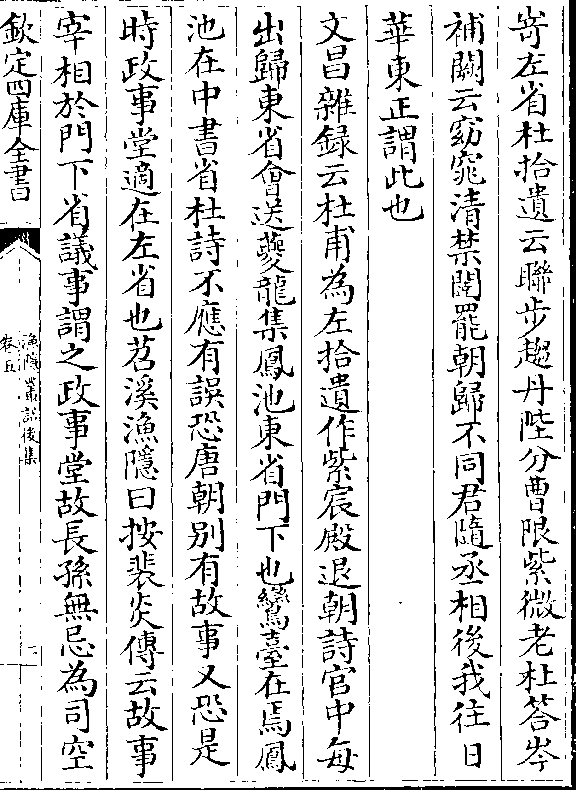 寄左省杜拾遺云聯步趨丹陛分曹限紫微老杜答岑
補闕云窈窕清禁闥罷朝歸不同君隨丞相後我往日
華東正謂此也
文昌雜録云杜甫為左拾遺作紫宸殿退朝詩官中每
出歸東省㑹送夔龍集鳳池東省門下也鸞臺在焉鳳
池在中書省杜詩不應有誤恐唐朝别有故事又恐是
時政事堂適在左省也苕溪漁隱曰按裴炎傳云故事
宰相於門下省議事謂之政事堂故長孫無忌為司空
欽定四庫全書
漁隱叢話後集
卷五